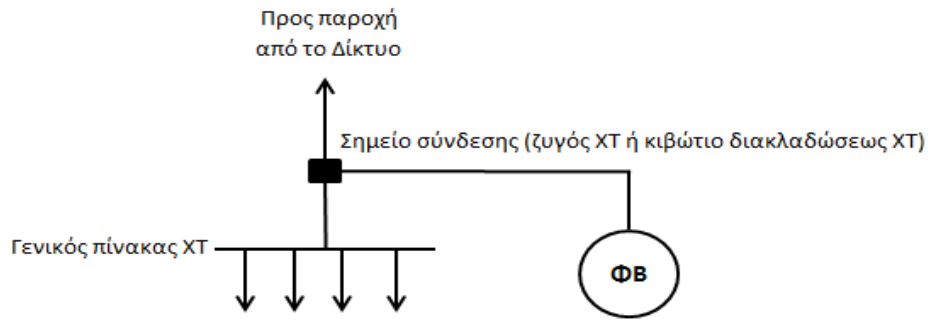 Προς παροχή
από το Δίκτυο
Σημείο σύνδεσης (ζυγός ΧΤ ή κιβώτιο διακλαδώσεως ΧΤ)
Γενικός πίνακας ΧΤ
ΦΒ